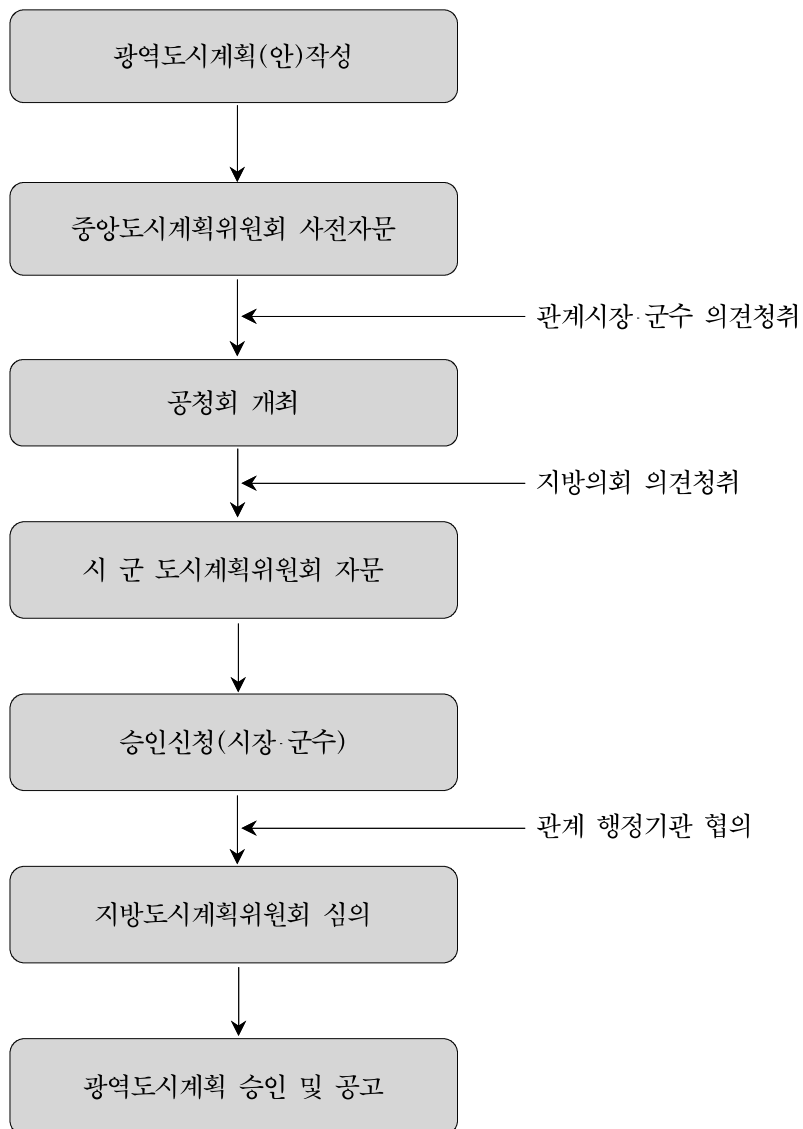 광역도시계획(안)작성
중앙도시계획위원회 사전자문
관계시장·군수 의견청취
공청회 개최
지방의회 의견청취
시 군 도시계획위원회 자문
승인신청(시장·군수)
관계 행정기관 협의
지방도시계획위원회 심의
광역도시계획 승인 및 공고